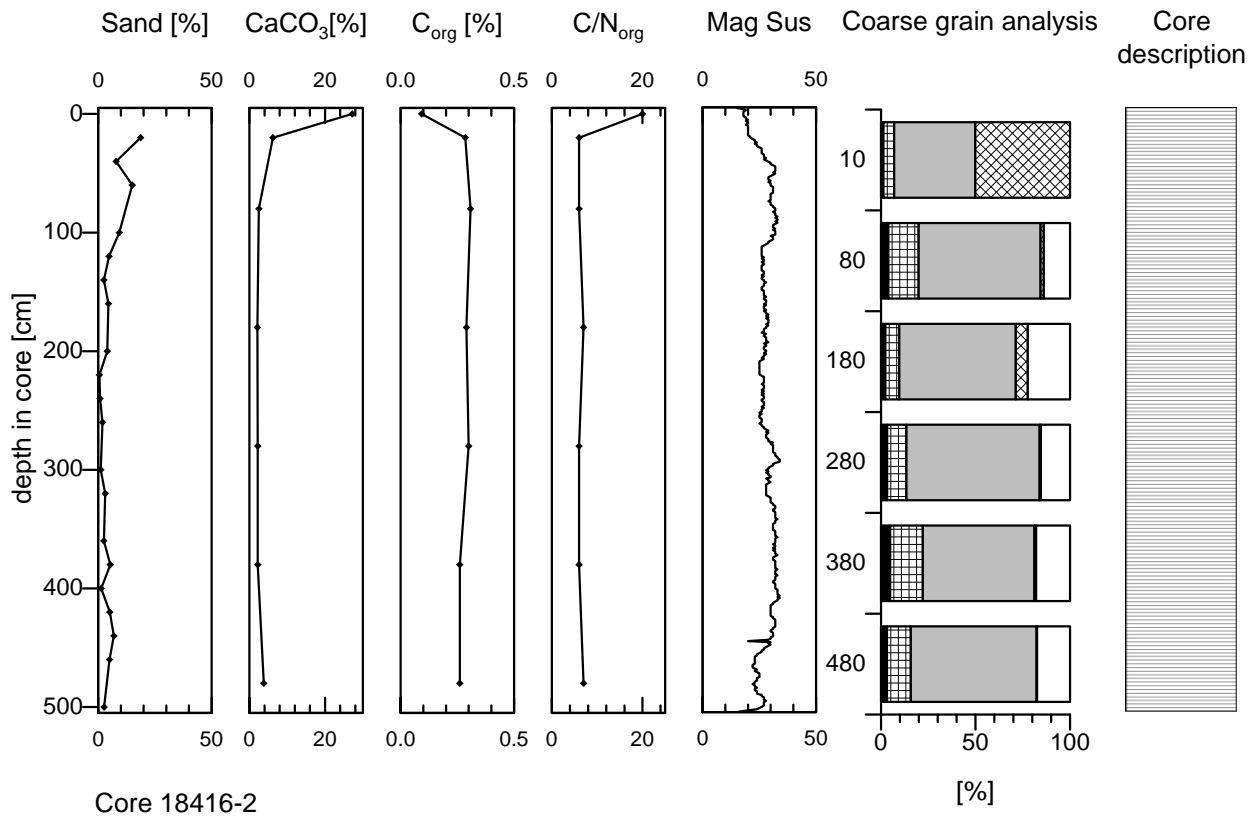 Sand [%] CaCO3[%] Corg [%] C/Norg Mag Sus Coarse grain analysis Core
description
0 50 0 20 0.0 0.5 0 20 0 50
0
100
200
300
400
500
depth in core [cm]
10
80
180
280
380
480
0 50 0 20 0.0 0.5 0 20 0 50 0 50 100
[%]
Core 18416-2